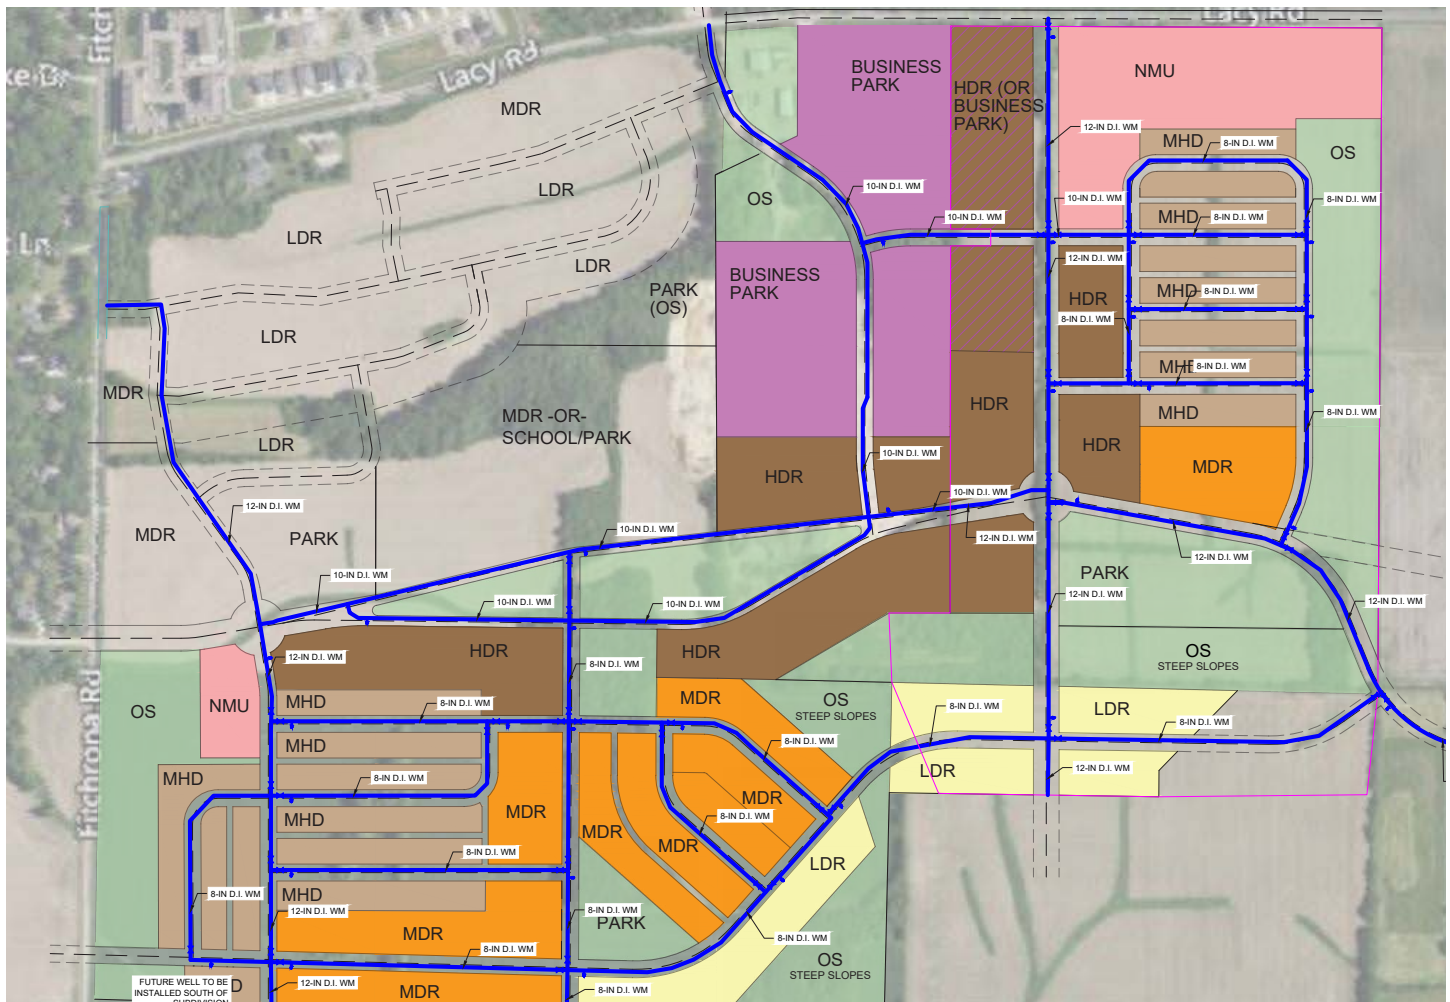 Lacy Rd
Fitch
ke Dr
Lacy Rd
BUSINESS
PARK
HDR (OR
BUSINESS
PARK)
NMU
MDR
12-IN D.I. WM
MHD
8-IN D.I. WM
OS
LDR
10-IN D.I. WM
OS
10-IN D.I. WM
8-IN D.I. WM
MHD
8-IN D.I. WM
10-IN D.I. WM
LDR
Ln
LDR
BUSINESS
PARK
12-IN D.I. WM
PARK
(OS)
HDR
MHD
8-IN D.I. WM
8-IN D.I. WM
LDR
MH
8-IN D.I. WM
MDR
HDR
MHD
8-IN D.I. WM
MDR -OR-
SCHOOL/PARK
LDR
HDR
10-IN D.I. WM
MDR
HDR
10-IN D.I. WM
12-IN D.I. WM
MDR
PARK
10-IN D.I. WM
12-IN D.I. WM
12-IN D.I. WM
10-IN D.I. WM
PARK
10-IN D.I. WM
10-IN D.I. WM
12-IN D.I. WM
12-IN D.I. WM
12-IN D.I. WM
HDR
8-IN D.I. WM
HDR
OS
STEEP SLOPES
Fitchrona Rd
OS
NMU
MHD
8-IN D.I. WM
MDR
OS
STEEP SLOPES
8-IN D.I. WM
LDR
8-IN D.I. WM
MHD
8-IN D.I. WM
MHD
8-IN D.I. WM
LDR
12-IN D.I. WM
MDR
MDR
MHD
8-IN D.I. WM
MDR
MDR
8-IN D.I. WM
LDR
MHD
8-IN D.I. WM
12-IN D.I. WM
8-IN D.I. WM
PARK
MDR
8-IN D.I. WM
8-IN D.I. WM
OS
STEEP SLOPES
FUTURE WELL TO BE
INSTALLED SOUTH OF
SUBDIVISION
D
12-IN D.I. WM
MDR
8-IN D.I. WM